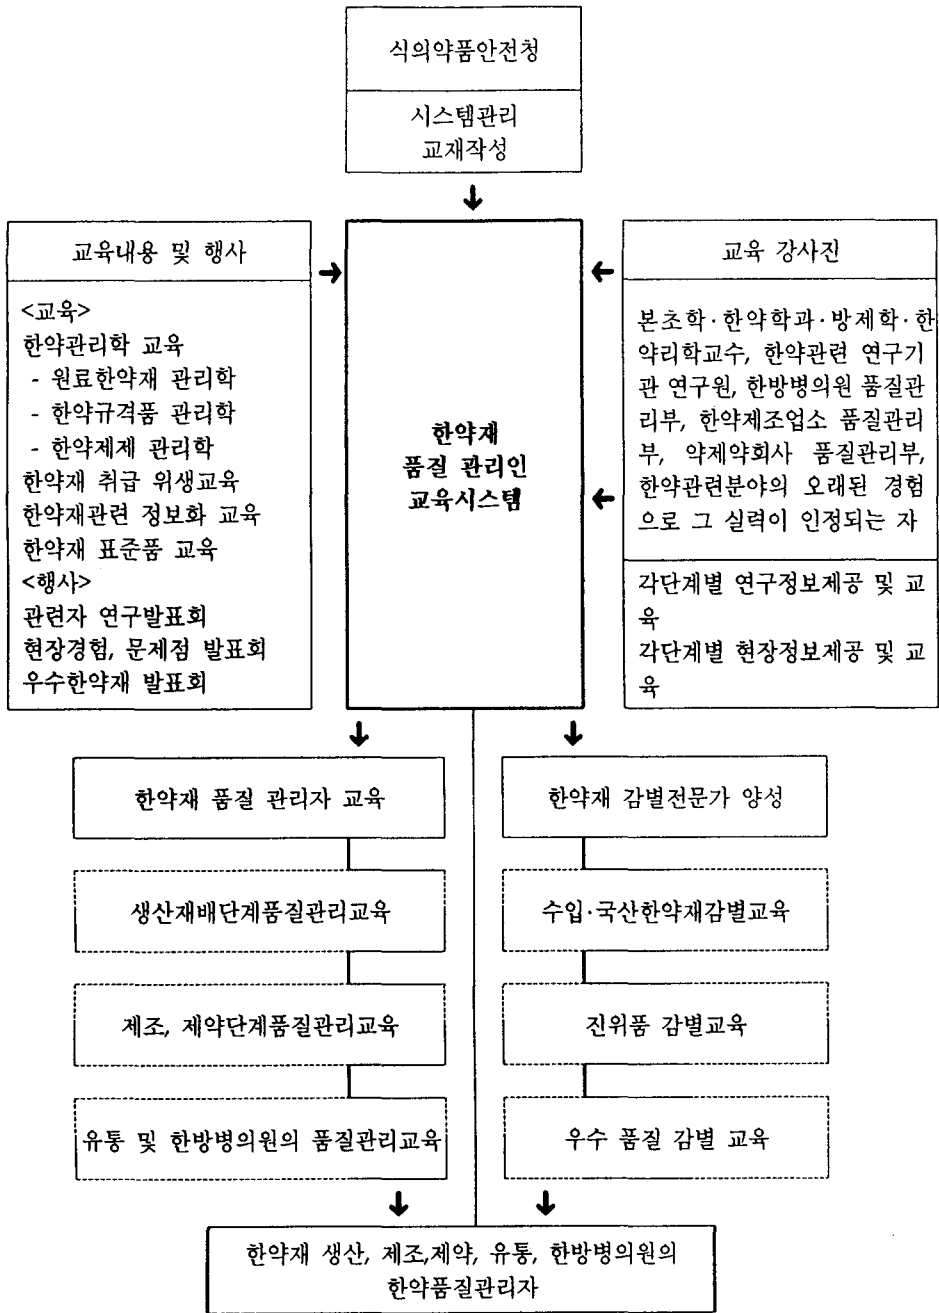 식의약품안전청
시스템관리
교재작성
교육내용 및 행사
<교육>
한약관리학 교육
- 원료한약재 관리학
- 한약규격품 관리학
- 한약제제 관리학
한약재 취급 위생교육
한약재관련 정보화 교육
한약재 표준품 교육
<행사>
관련자 연구발표회
현장경험, 문제점 발표회
우수한약재 발표회
한약재
품질 관리인
교육시스템
교육 강사진
본초학·한약학과·방제학·한
약리학교수, 한약관련 연구기
관 연구원, 한방병의원 품질관
리부, 한약제조업소 품질관리
부, 약제약회사 품질관리부,
한약관련분야의 오래된 경험
으로 그 실력이 인정되는 자
각단계별 연구정보제공 및 교
육
각단계별 현장정보제공 및 교
육
한약재 품질 관리자 교육
생산재배단계품질관리교육
제조, 제약단계품질관리교육
유통 및 한방병의원의 품질관리교육
한약재 감별전문가 양성
수입·국산한약재감별교육
진위품 감별교육
우수 품질 감별 교육
한약재 생산, 제조,제약, 유통, 한방병의원의
한약품질관리자